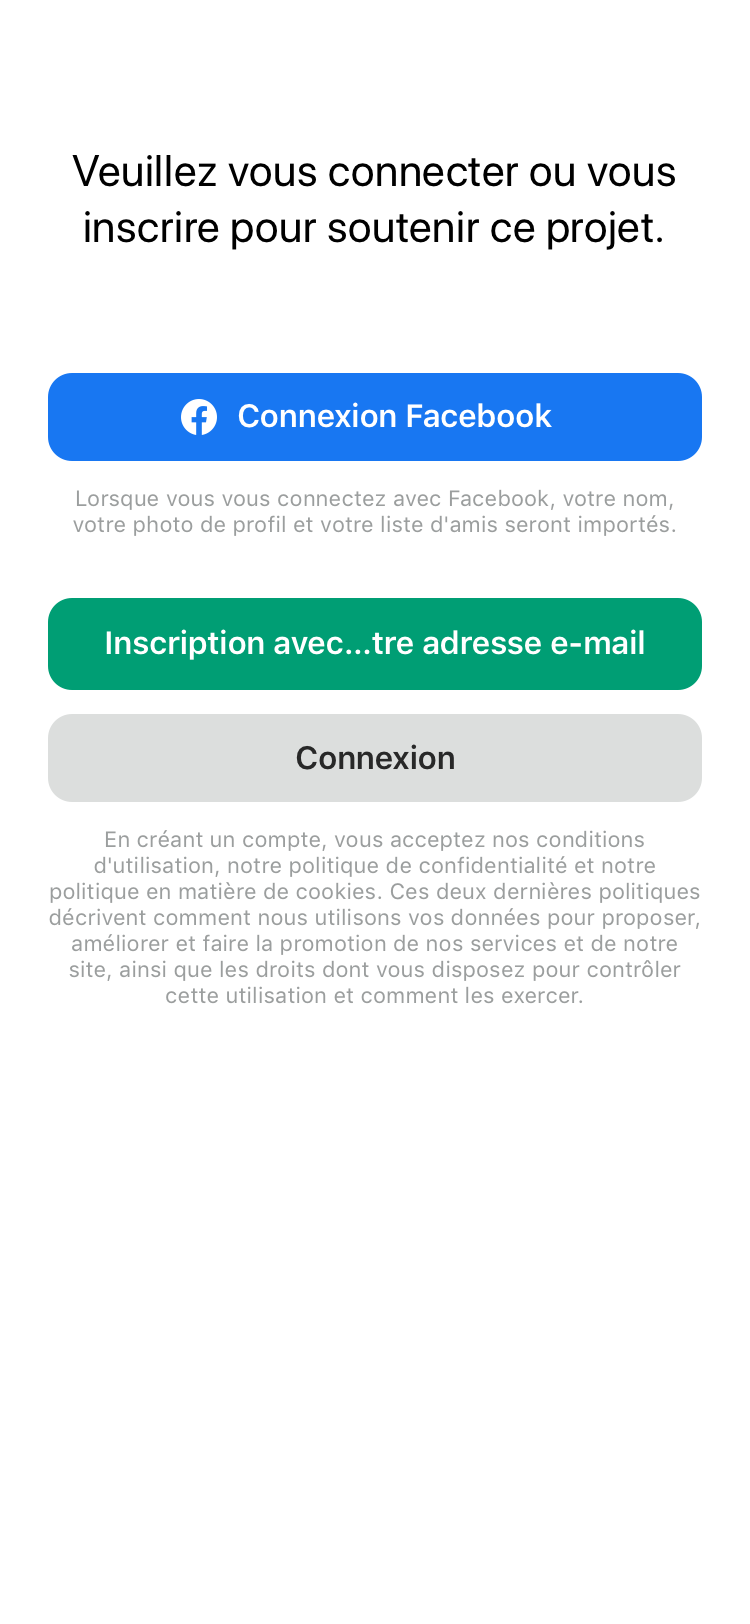 Veuillez vous connecter ou vous
inscrire pour soutenir ce projet.
Connexion Facebook
Lorsque vous vous connectez avec Facebook, votre nom,
votre photo de profil et votre liste d'amis seront importés.
Inscription avec...tre adresse e-mail
Connexion
En créant un compte, vous acceptez nos conditions
d'utilisation, notre politique de confidentialité et notre
politique en matière de cookies. Ces deux dernières politiques
décrivent comment nous utilisons vos données pour proposer,
améliorer et faire la promotion de nos services et de notre
site, ainsi que les droits dont vous disposez pour contrôler
cette utilisation et comment les exercer.